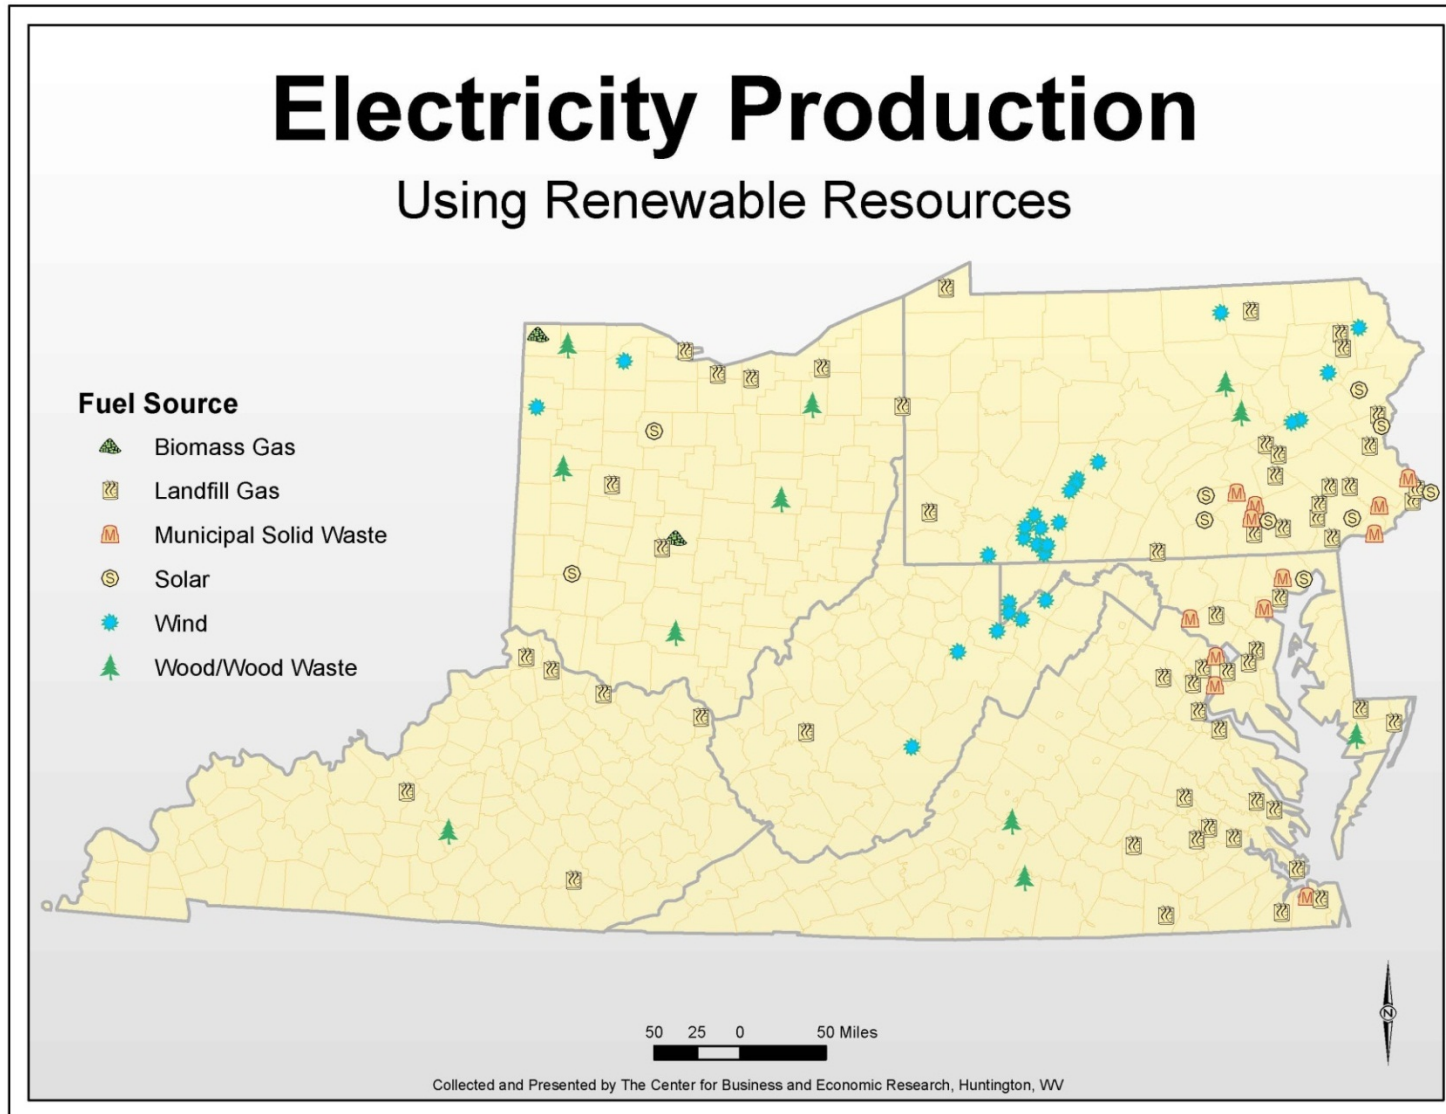 Electricity Production
Using Renewable Resources
Fuel Source
Biomass Gas
Landfill Gas
M Municipal Solid Waste
S Solar
Wind
Wood/Wood Waste
50 25 0 50 Miles
N
Collected and Presented by The Center for Business and Economic Research, Huntington, WV